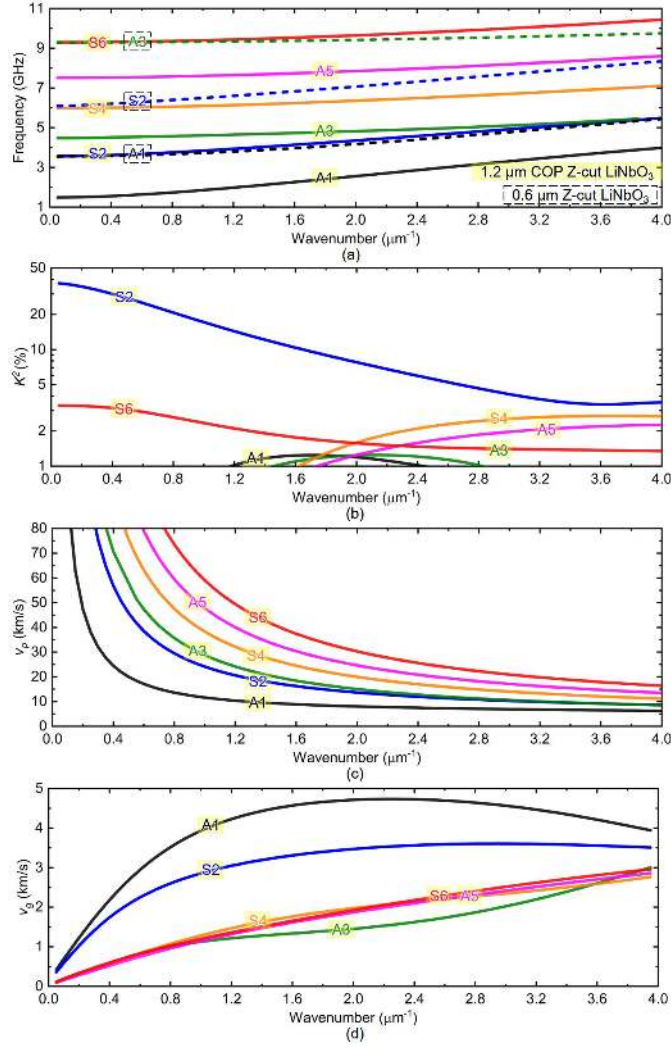 11
9
7
5
3
1
Frequency (GHz)
S6 A3
A5
S2
S4
A3
S2 A1
A1
1.2 μm COP Z-cut LiNbO3
0.6 μm Z-cut LiNbO3
0.0 0.4 0.8 1.2 1.6 2.0 2.4 2.8 3.2 3.6 4.0
Wavenumber (μm-1)
(a)
50
10
5
2
1
K2 (%)
S2
S6
S4
A5
A3
A1
0.0 0.4 0.8 1.2 1.6 2.0 2.4 2.8 3.2 3.6 4.0
Wavenumber (μm-1)
(b)
80
70
60
50
40
30
20
10
0
vp (km/s)
A5
S6
A3
S4
S2
A1
0.0 0.4 0.8 1.2 1.6 2.0 2.4 2.8 3.2 3.6 4.0
Wavenumber (μm-1)
(c)
5
4
3
2
1
0
vg (km/s)
A1
S2
S6 A5
S4
A3
0.0 0.4 0.8 1.2 1.6 2.0 2.4 2.8 3.2 3.6 4.0
Wavenumber (μm-1)
(d)